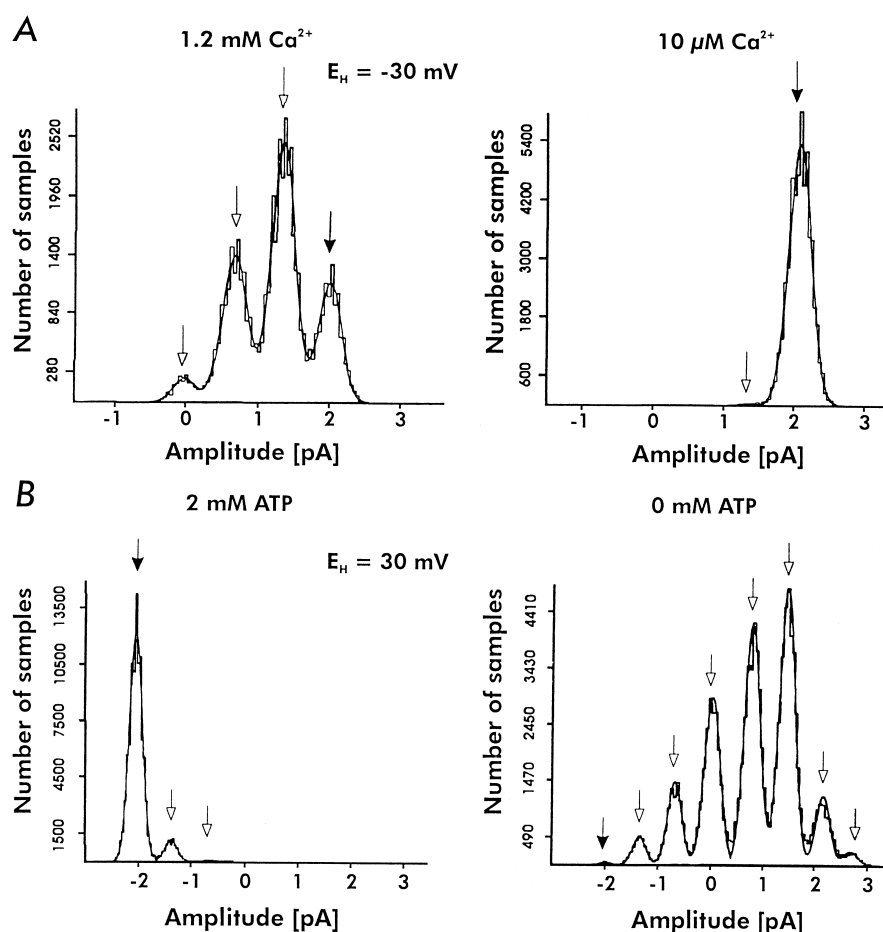 A
1.2 mM Ca²⁺
10 µM Ca²⁺
E_H = -30 mV
Number of samples
2520
1960
1400
840
280
-1 0 1 2 3
Amplitude [pA]
Number of samples
5400
4200
3000
1800
600
-1 0 1 2 3
Amplitude [pA]
B
2 mM ATP
0 mM ATP
E_H = 30 mV
Number of samples
13500
10500
7500
4500
1500
-2 -1 0 1 2 3
Amplitude [pA]
Number of samples
4410
3430
2450
1470
490
-2 -1 0 1 2 3
Amplitude [pA]